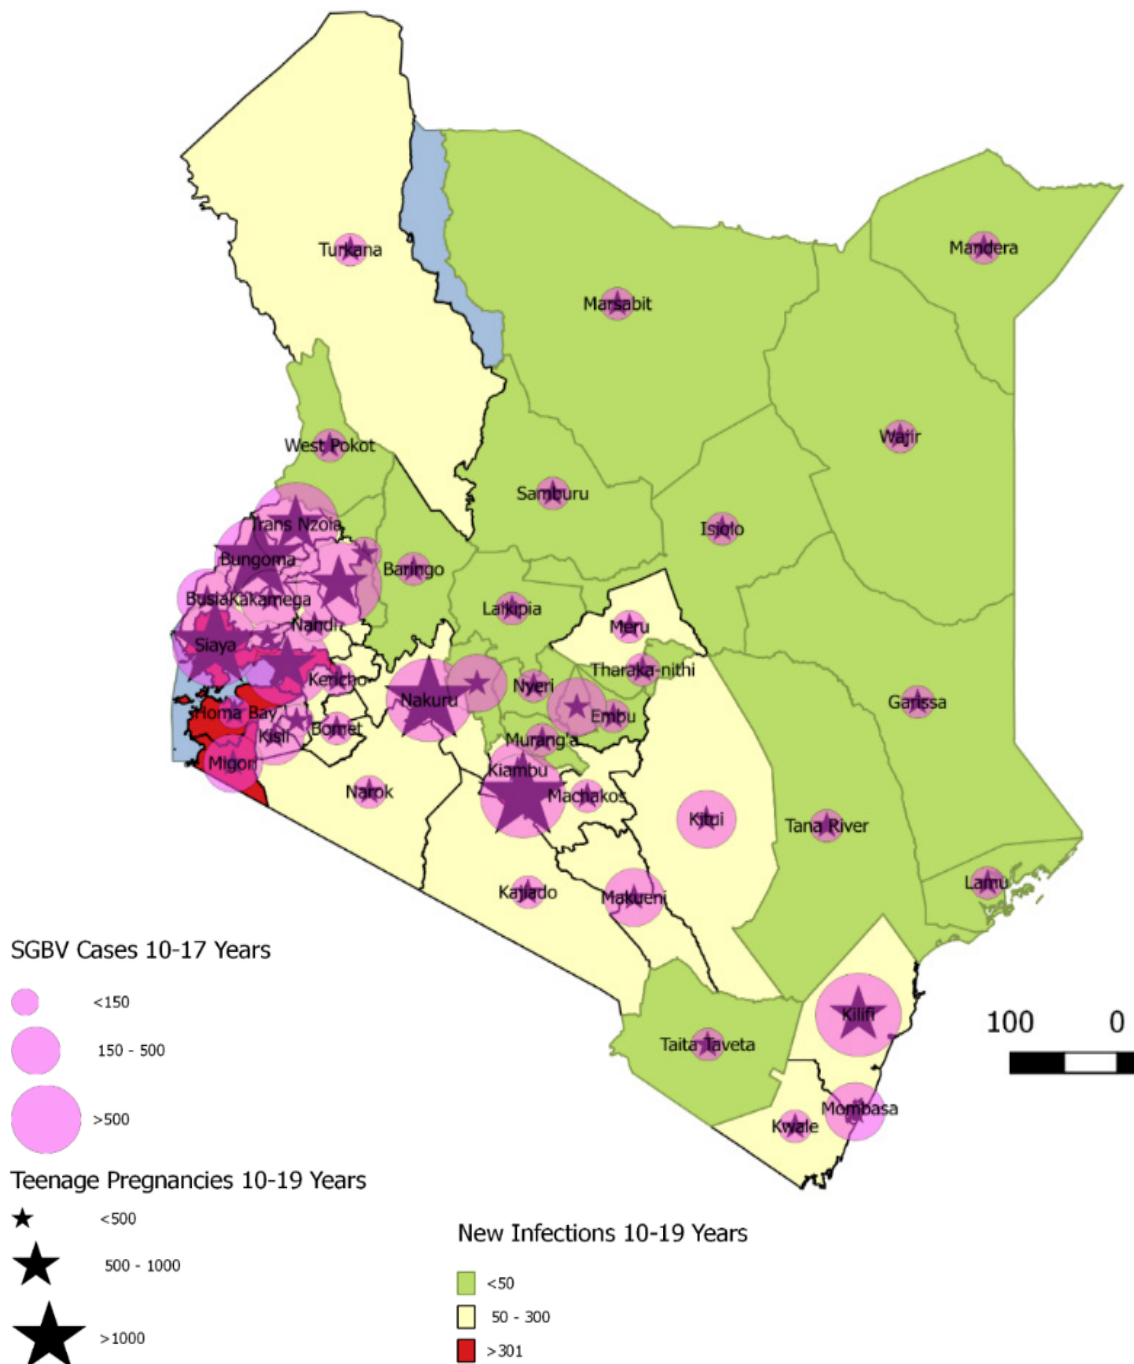 Turkana
Mandera
Marsabit
Wajir
West Pokot
Samburu
Isiolo
Trans Nzoia
Bungoma
Baringo
Busia
Kakamega
Laikipia
Nandi
Meru
Siaya
Tharaka-nithi
Kericho
Nyeri
Nakuru
Garissa
Homa Bay
Embu
Kisii
Bomet
Murang'a
Migori
Kiambu
Narok
Machakos
Kitui
Tana River
Kajiado
Makueni
Lamu
SGBV Cases 10-17 Years
<150
150 - 500
>500
Kilifi
100 0
Taita Taveta
Mombasa
Kwale
Teenage Pregnancies 10-19 Years
<500
500 - 1000
>1000
New Infections 10-19 Years
<50
50 - 300
>301